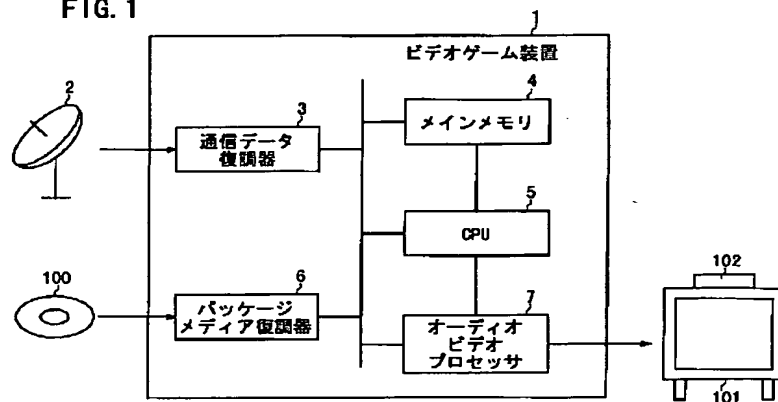 FIG. 1
1
ビデオゲーム装置
2
3
通信データ
復調器
4
メインメモリ
5
CPU
100
6
パッケージ
メディア復調器
7
オーディオ
ビデオ
プロセッサ
102
101